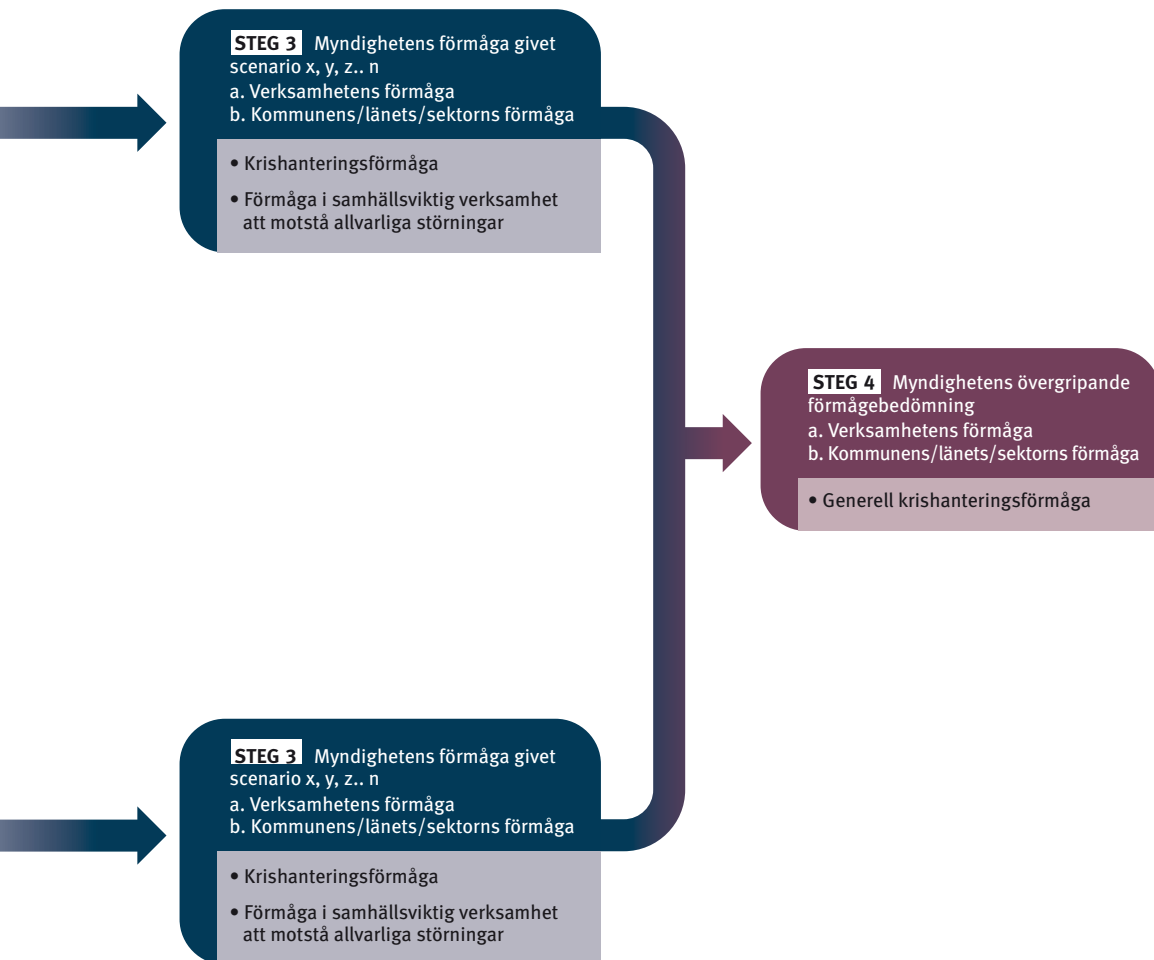 STEG 3 Myndighetens förmåga givet
scenario x, y, z.. n
a. Verksamhetens förmåga
b. Kommunens/länets/sektorns förmåga
• Krishanteringsförmåga
• Förmåga i samhällsviktig verksamhet
att motstå allvarliga störningar
STEG 4 Myndighetens övergripande
förmågebedömning
a. Verksamhetens förmåga
b. Kommunens/länets/sektorns förmåga
• Generell krishanteringsförmåga
STEG 3 Myndighetens förmåga givet
scenario x, y, z.. n
a. Verksamhetens förmåga
b. Kommunens/länets/sektorns förmåga
• Krishanteringsförmåga
• Förmåga i samhällsviktig verksamhet
att motstå allvarliga störningar